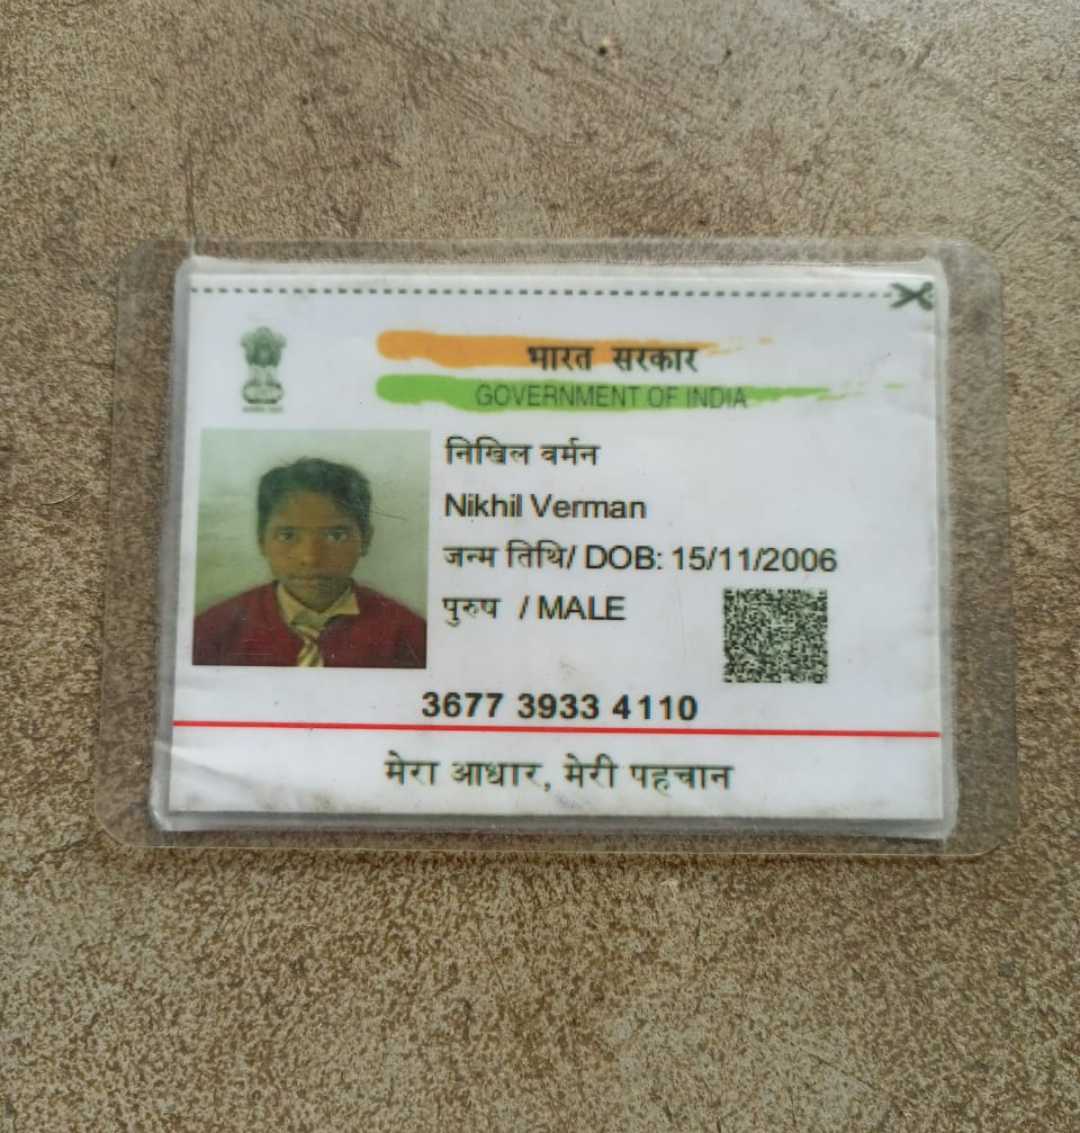 भारत सरकार
GOVERNMENT OF INDIA
निखिल वर्मन
Nikhil Verman
जन्म तिथि/ DOB: 15/11/2006
पुरुष / MALE
3677 3933 4110
मेरा आधार, मेरी पहचान